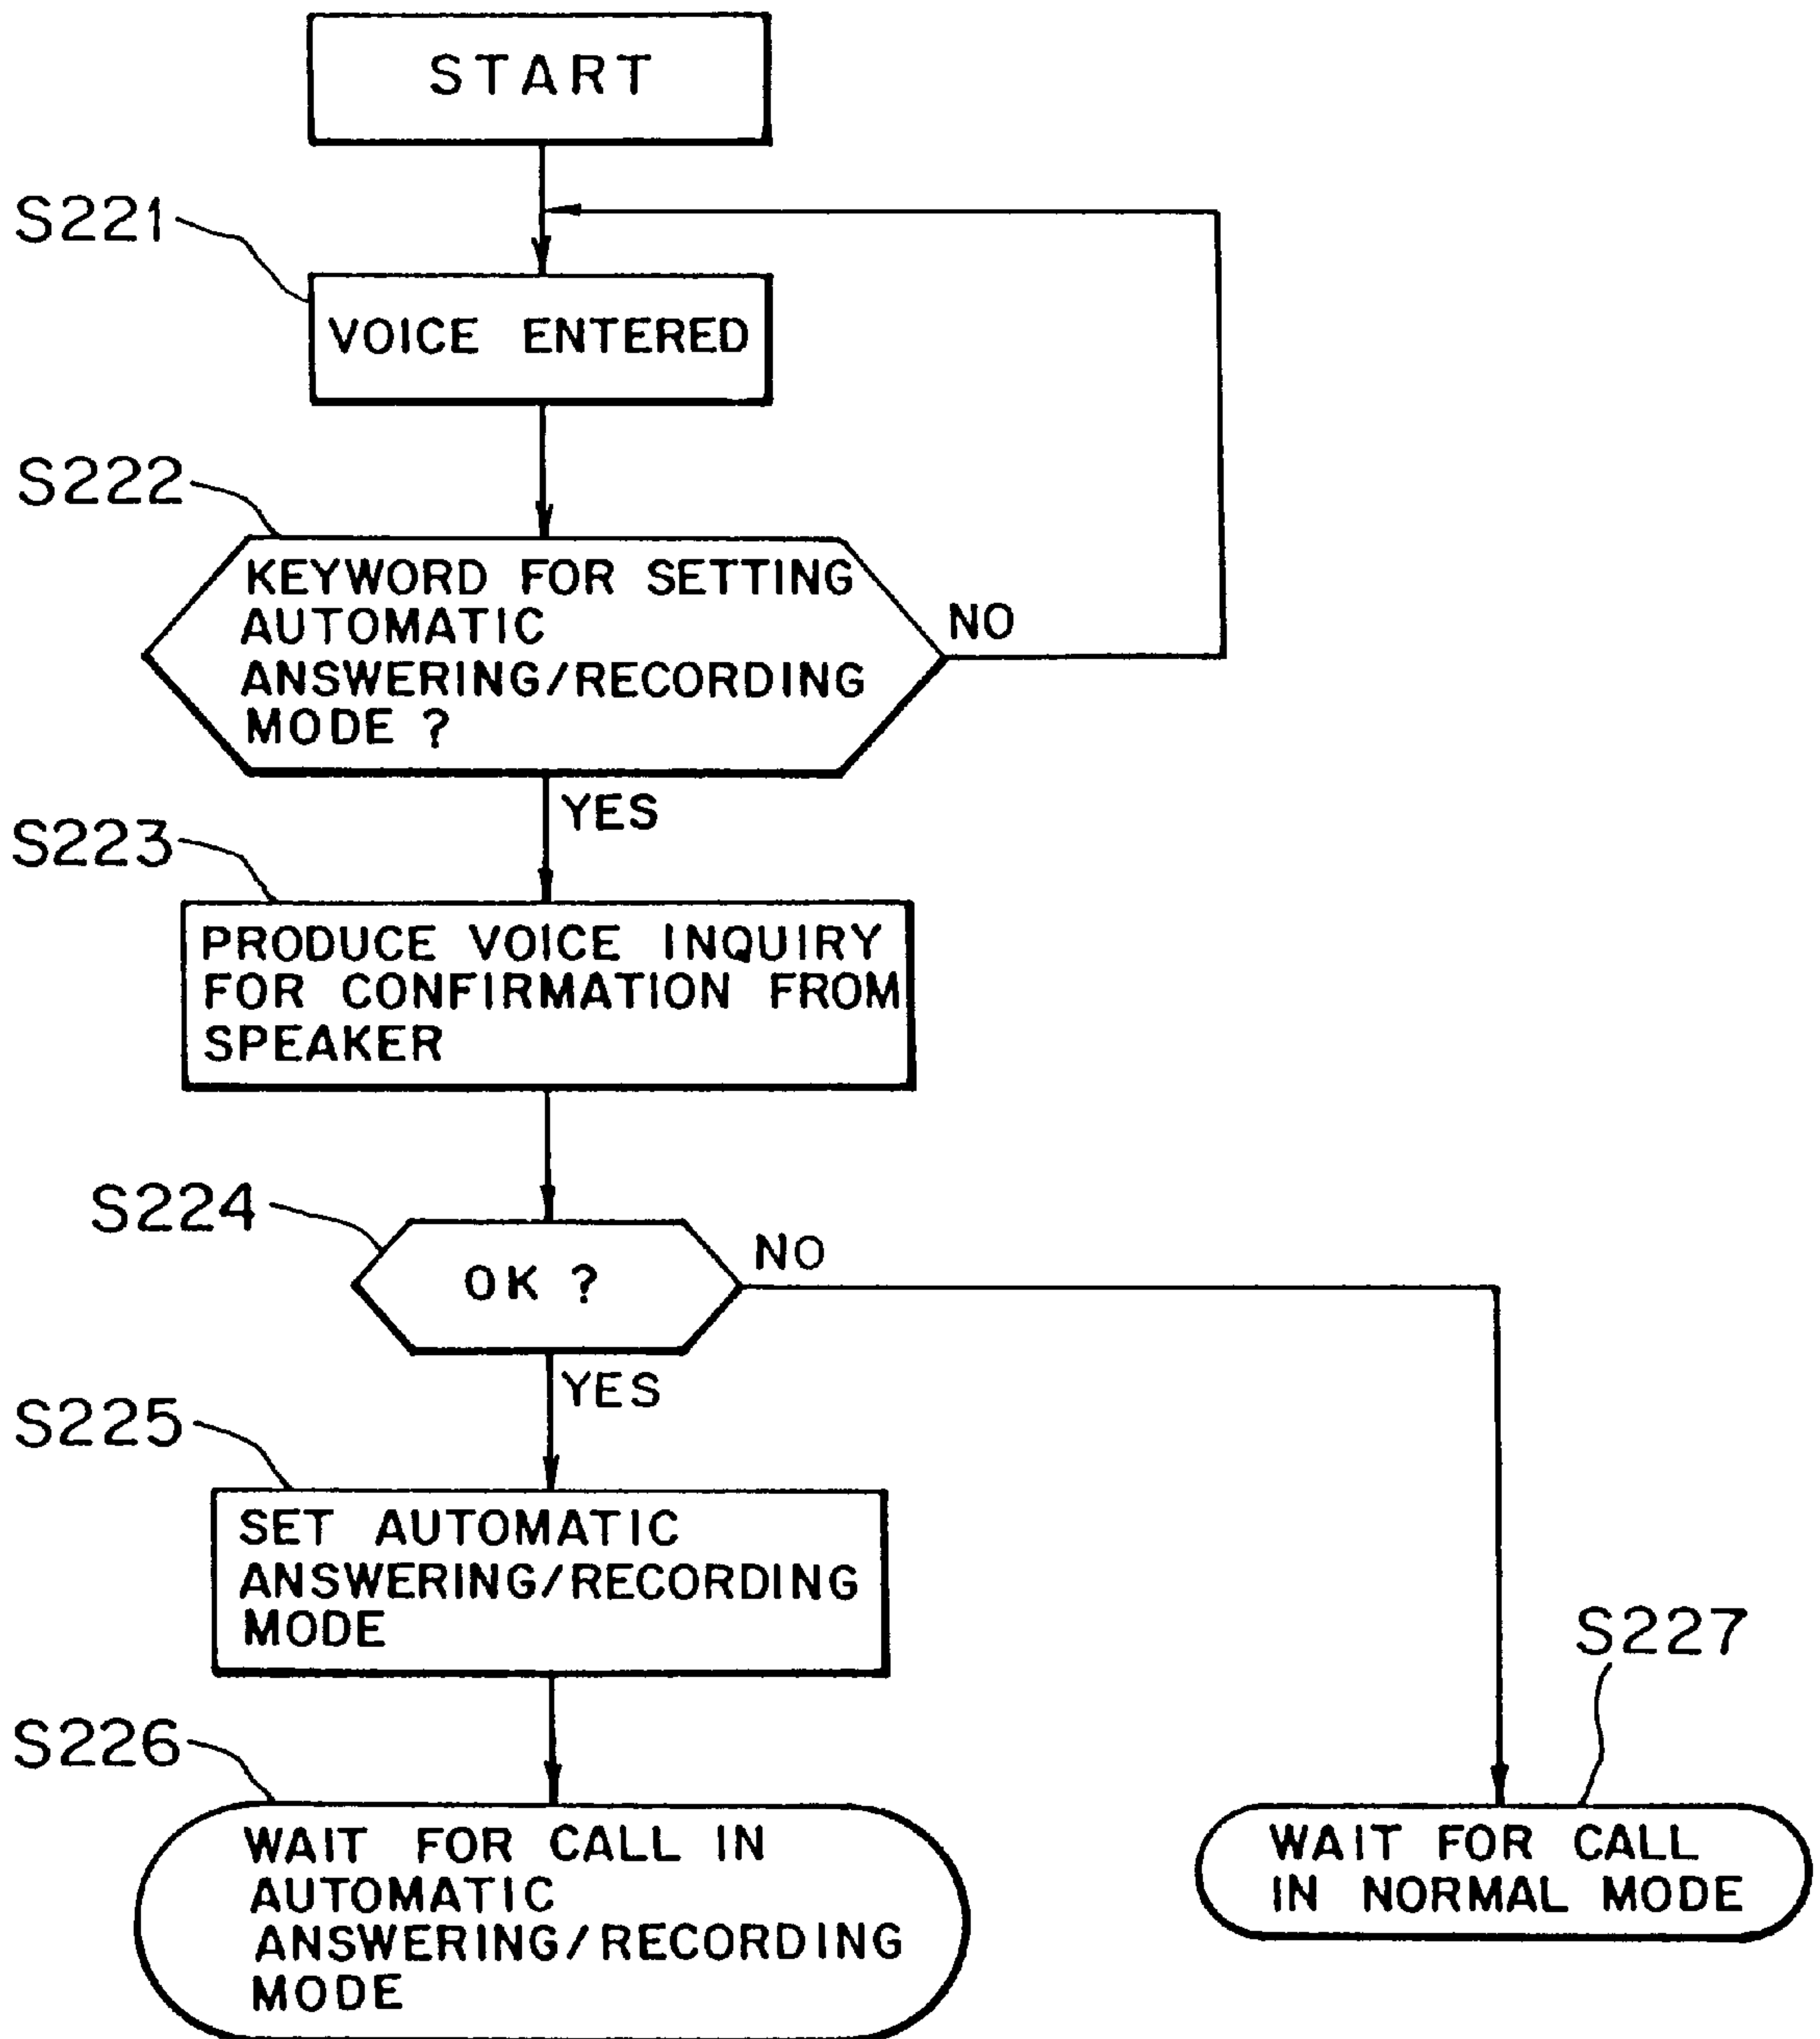 START
S221
VOICE ENTERED
S222
KEYWORD FOR SETTING
AUTOMATIC
ANSWERING/RECORDING
MODE ?
NO
YES
S223
PRODUCE VOICE INQUIRY
FOR CONFIRMATION FROM
SPEAKER
S224
OK ?
NO
YES
S225
SET AUTOMATIC
ANSWERING/RECORDING
MODE
S226
WAIT FOR CALL IN
AUTOMATIC
ANSWERING/RECORDING
MODE
S227
WAIT FOR CALL
IN NORMAL MODE